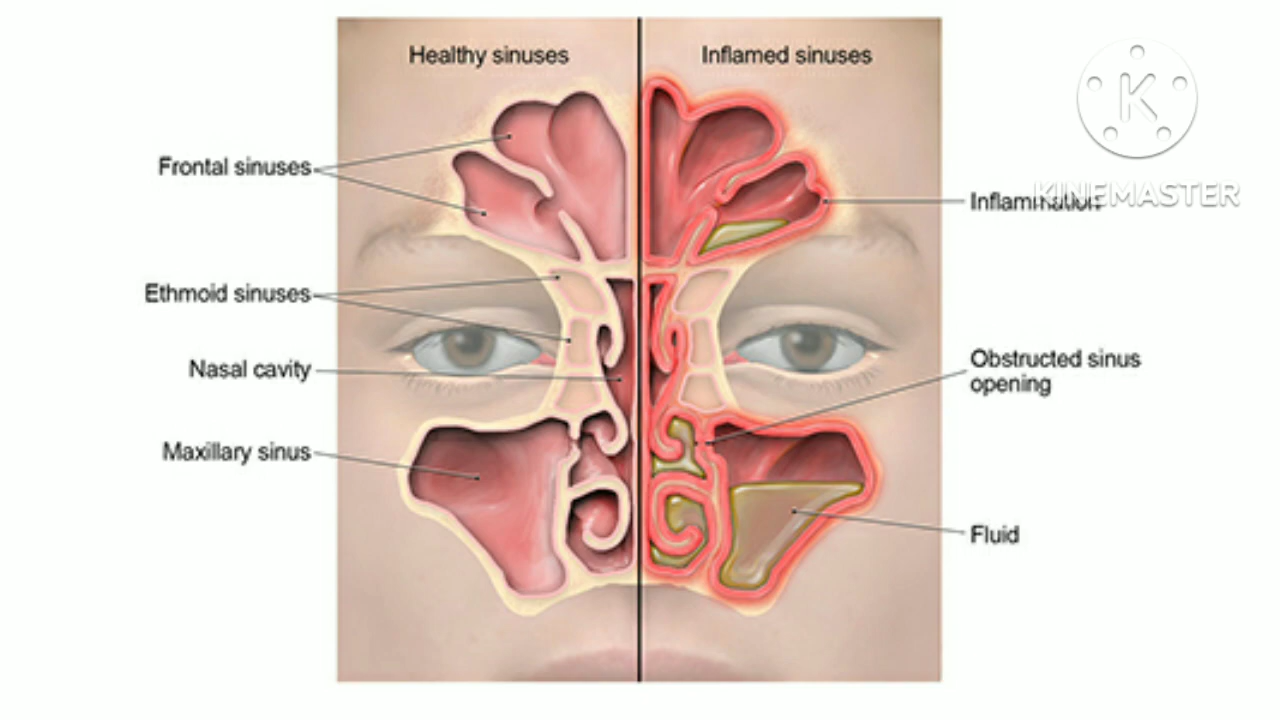 Healthy sinuses
Inflamed sinuses
Frontal sinuses
Inflammation
KINEMASTER
Ethmoid sinuses
Nasal cavity
Obstructed sinus
opening
Maxillary sinus
Fluid